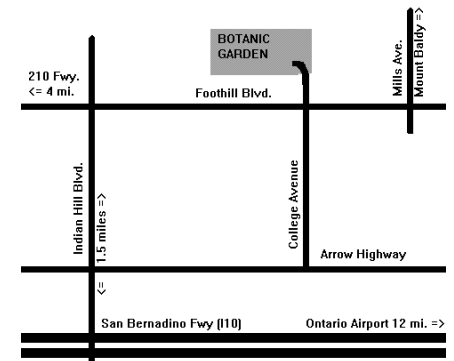 BOTANIC
GARDEN
Mills Ave.
Mount Baldy =>
210 Fwy.
<= 4 mi.
Foothill Blvd.
Indian Hill Blvd.
<= 1.5 miles =>
College Avenue
Arrow Highway
San Bernadino Fwy (I10)
Ontario Airport 12 mi. =>